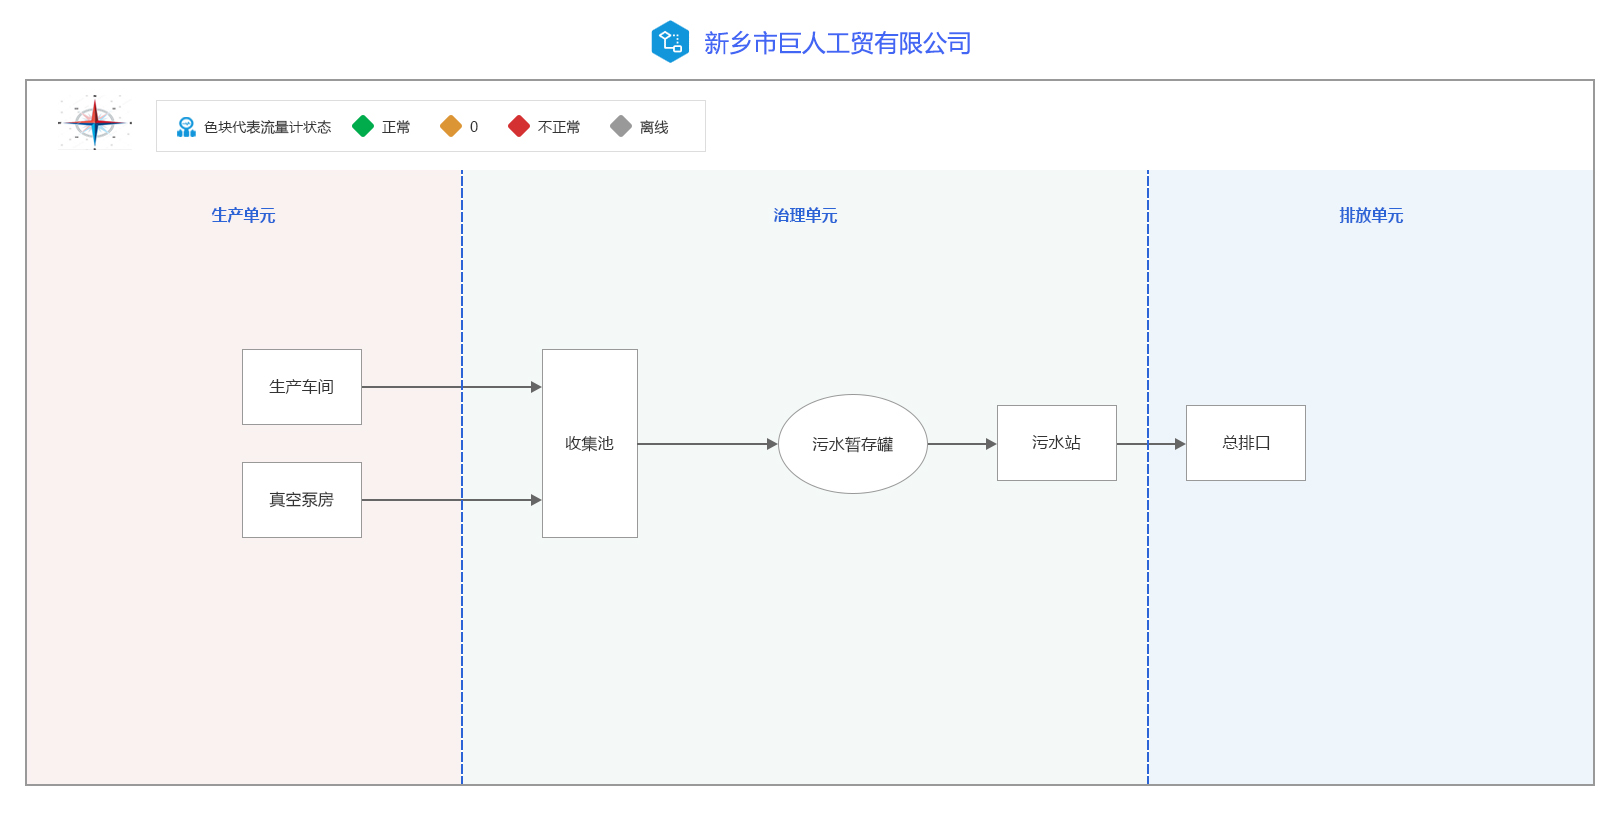 新乡市巨人工贸有限公司
色块代表流量计状态 正常 0 不正常 离线
生产单元 治理单元 排放单元
生产车间
真空泵房
收集池
污水暂存罐
污水站
总排口